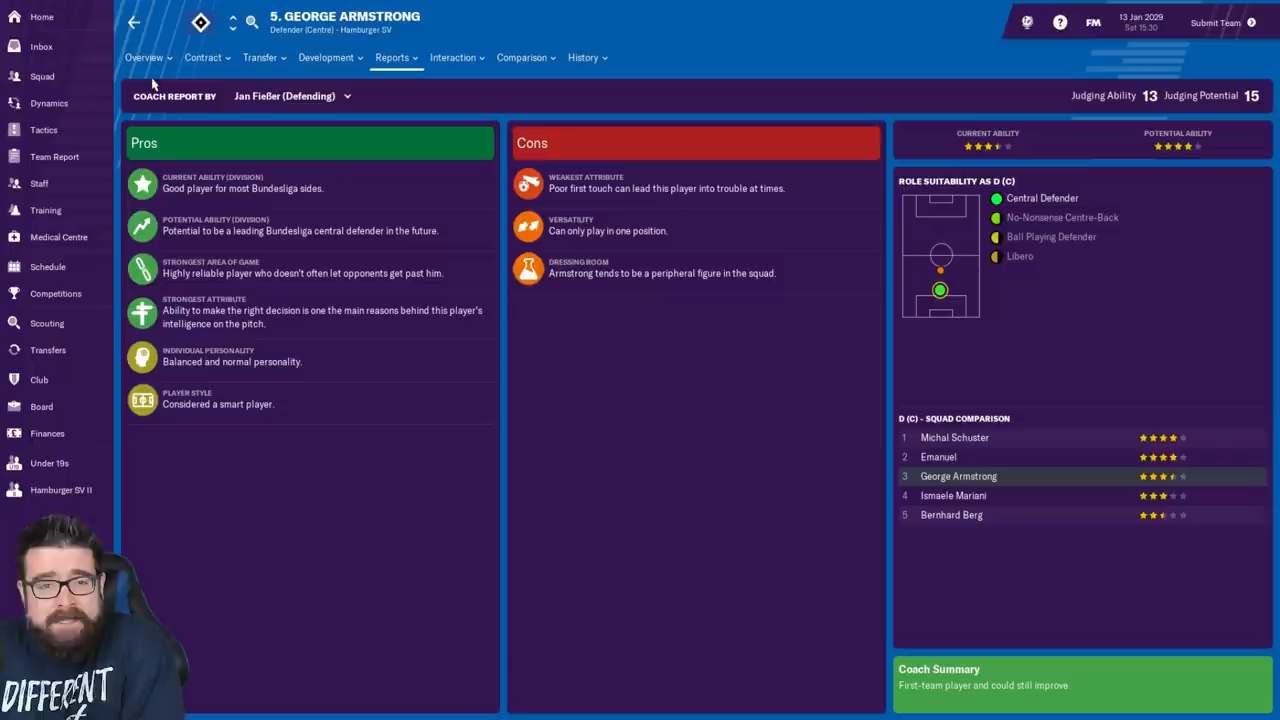 Home
Inbox
Squad
Dynamics
Tactics
Team Report
Staff
Training
Medical Centre
Schedule
Competitions
Scouting
Transfers
Club
Board
Finances
Under 19s
Hamburger SV II
5. GEORGE ARMSTRONG
Defender (Centre) - Hamburger SV
FM
13 Jan 2029
Sat 15:30
Submit Team
Overview
Contract
Transfer
Development
Reports
Interaction
Comparison
History
COACH REPORT BY Jan Fießer (Defending)
Judging Ability 13 Judging Potential 15
Pros
CURRENT ABILITY (DIVISION)
Good player for most Bundesliga sides.
POTENTIAL ABILITY (DIVISION)
Potential to be a leading Bundesliga central defender in the future.
STRONGEST AREA OF GAME
Highly reliable player who doesn't often let opponents get past him.
STRONGEST ATTRIBUTE
Ability to make the right decision is one the main reasons behind this player's
intelligence on the pitch.
INDIVIDUAL PERSONALITY
Balanced and normal personality.
PLAYER STYLE
Considered a smart player.
Cons
WEAKEST ATTRIBUTE
Poor first touch can lead this player into trouble at times.
VERSATILITY
Can only play in one position.
DRESSING ROOM
Armstrong tends to be a peripheral figure in the squad.
CURRENT ABILITY
POTENTIAL ABILITY
ROLE SUITABILITY AS D (C)
Central Defender
No-Nonsense Centre-Back
Ball Playing Defender
Libero
D (C) - SQUAD COMPARISON
1 Michal Schuster
2 Emanuel
3 George Armstrong
4 Ismaele Mariani
5 Bernhard Berg
Coach Summary
First-team player and could still improve
DIFFERENT